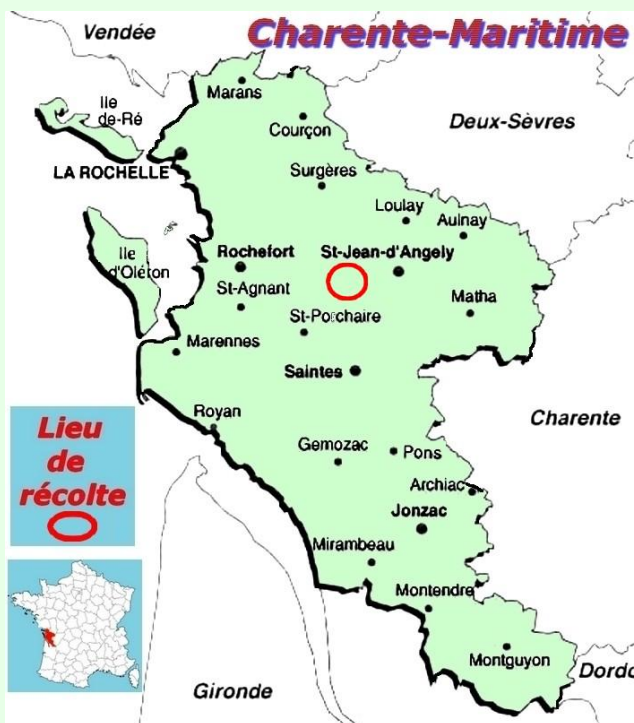 Charente-Maritime
Vendée
Marans
Ile
de-Ré
Courçon
Deux-Sèvres
LA ROCHELLE
Surgères
Loulay
Aulnay
Ile
d'Oléron
Rochefort
St-Jean-d'Angely
St-Agnant
Matha
St-Porchaire
Marennes
Saintes
Royan
Charente
Lieu
de
récolte
Gemozac
Pons
Archiac
Jonzac
Mirambeau
Montendre
Montguyon
Gironde
Dordo